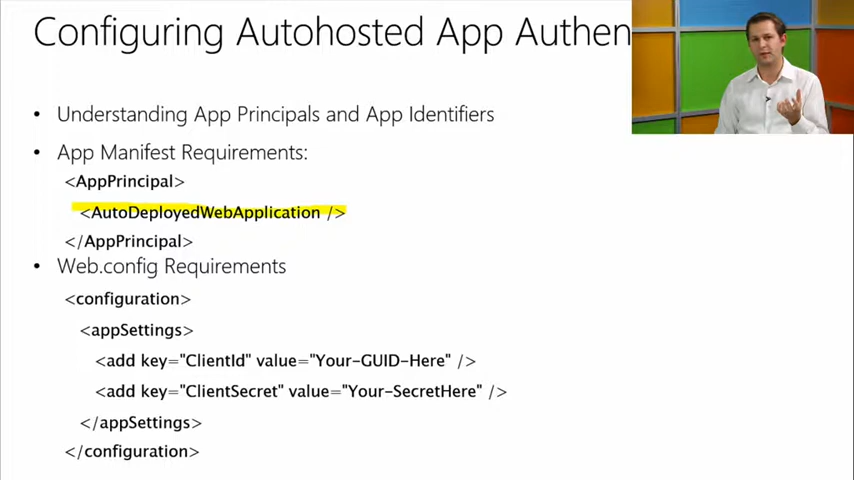 Configuring Autohosted App Authen
• Understanding App Principals and App Identifiers
• App Manifest Requirements:
<AppPrincipal>
<AutoDeployedWebApplication />
</AppPrincipal>
• Web.config Requirements
<configuration>
<appSettings>
<add key="ClientId" value="Your-GUID-Here" />
<add key="ClientSecret" value="Your-SecretHere" />
</appSettings>
</configuration>